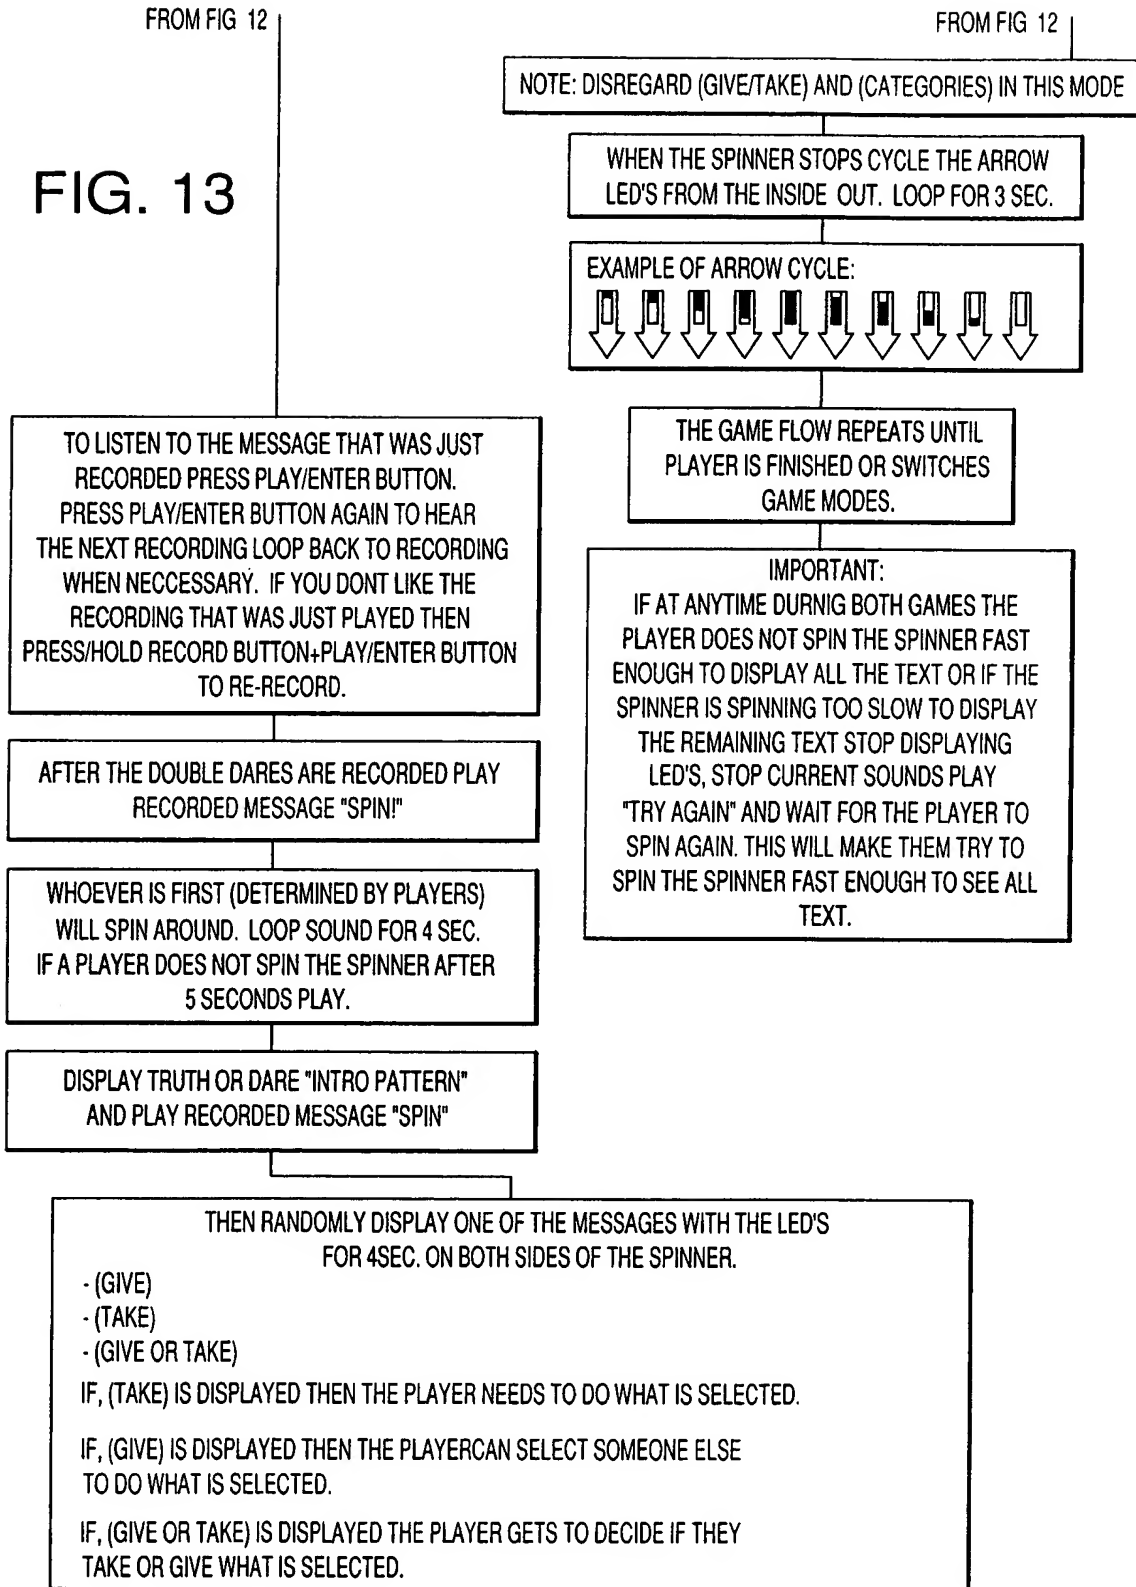 FROM FIG 12
FROM FIG 12
FIG. 13
TO LISTEN TO THE MESSAGE THAT WAS JUST
RECORDED PRESS PLAY/ENTER BUTTON.
PRESS PLAY/ENTER BUTTON AGAIN TO HEAR
THE NEXT RECORDING LOOP BACK TO RECORDING
WHEN NECCESSARY. IF YOU DONT LIKE THE
RECORDING THAT WAS JUST PLAYED THEN
PRESS/HOLD RECORD BUTTON+PLAY/ENTER BUTTON
TO RE-RECORD.
AFTER THE DOUBLE DARES ARE RECORDED PLAY
RECORDED MESSAGE "SPIN!"
WHOEVER IS FIRST (DETERMINED BY PLAYERS)
WILL SPIN AROUND. LOOP SOUND FOR 4 SEC.
IF A PLAYER DOES NOT SPIN THE SPINNER AFTER
5 SECONDS PLAY.
DISPLAY TRUTH OR DARE "INTRO PATTERN"
AND PLAY RECORDED MESSAGE "SPIN"
THEN RANDOMLY DISPLAY ONE OF THE MESSAGES WITH THE LED'S
FOR 4SEC. ON BOTH SIDES OF THE SPINNER.
- (GIVE)
- (TAKE)
- (GIVE OR TAKE)
IF, (TAKE) IS DISPLAYED THEN THE PLAYER NEEDS TO DO WHAT IS SELECTED.
IF, (GIVE) IS DISPLAYED THEN THE PLAYERCAN SELECT SOMEONE ELSE
TO DO WHAT IS SELECTED.
IF, (GIVE OR TAKE) IS DISPLAYED THE PLAYER GETS TO DECIDE IF THEY
TAKE OR GIVE WHAT IS SELECTED.
NOTE: DISREGARD (GIVE/TAKE) AND (CATEGORIES) IN THIS MODE
WHEN THE SPINNER STOPS CYCLE THE ARROW
LED'S FROM THE INSIDE OUT. LOOP FOR 3 SEC.
EXAMPLE OF ARROW CYCLE:
THE GAME FLOW REPEATS UNTIL
PLAYER IS FINISHED OR SWITCHES
GAME MODES.
IMPORTANT:
IF AT ANYTIME DURNIG BOTH GAMES THE
PLAYER DOES NOT SPIN THE SPINNER FAST
ENOUGH TO DISPLAY ALL THE TEXT OR IF THE
SPINNER IS SPINNING TOO SLOW TO DISPLAY
THE REMAINING TEXT STOP DISPLAYING
LED'S, STOP CURRENT SOUNDS PLAY
"TRY AGAIN" AND WAIT FOR THE PLAYER TO
SPIN AGAIN. THIS WILL MAKE THEM TRY TO
SPIN THE SPINNER FAST ENOUGH TO SEE ALL
TEXT.